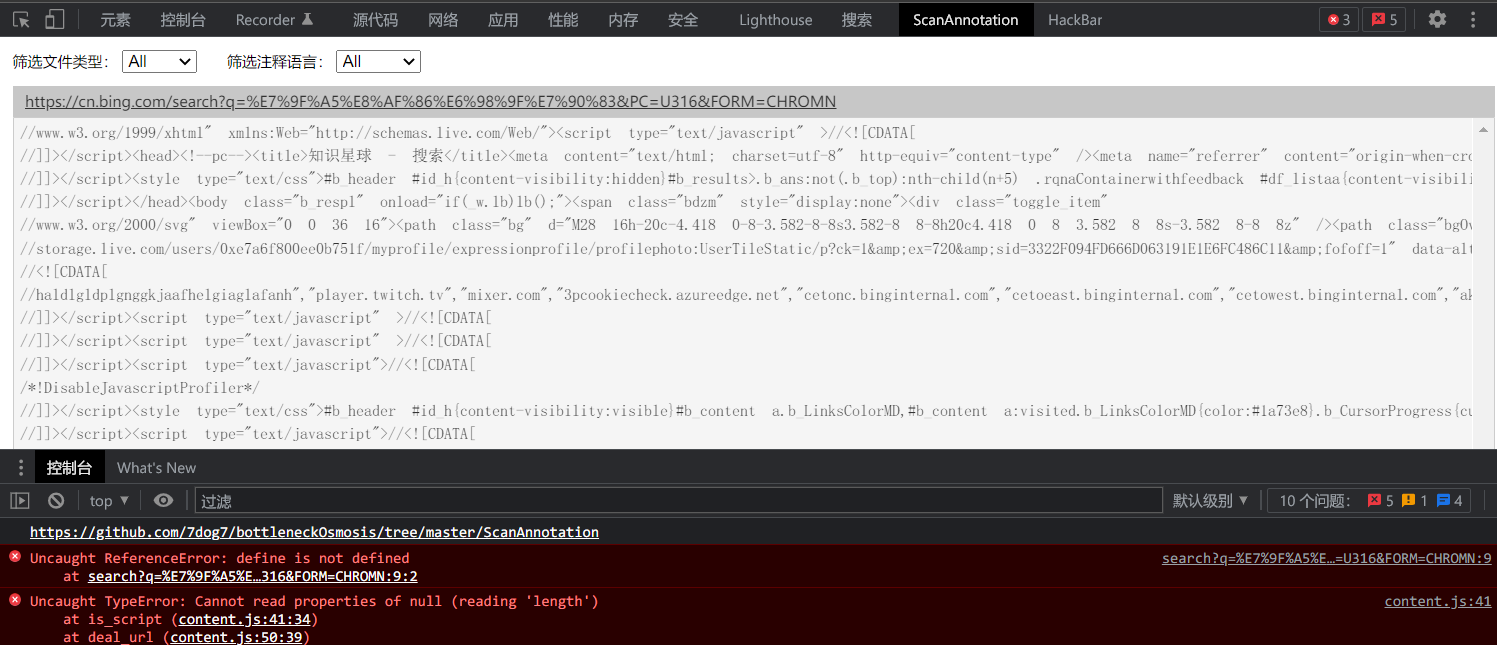 元素 控制台 Recorder 源代码 网络 应用 性能 内存 安全 Lighthouse 搜索 ScanAnnotation HackBar 3 5
筛选文件类型： All 筛选注释语言： All
https://cn.bing.com/search?q=%E7%9F%A5%E8%AF%86%E6%98%9F%E7%90%83&PC=U316&FORM=CHROMN
//www.w3.org/1999/xhtml" xmlns:Web="http://schemas.live.com/Web/"><script type="text/javascript" >//<![CDATA[
//]]></script><head><!--pc--><title>知识星球 - 搜索</title><meta content="text/html; charset=utf-8" http-equiv="content-type" /><meta name="referrer" content="origin-when-cro
//]]></script><style type="text/css">#b_header #id_h{content-visibility:hidden}#b_results>.b_ans:not(.b_top):nth-child(n+5) .rqnaContainerwithfeedback #df_listaa{content-visibili
//]]></script></head><body class="b_respl" onload="if(_w.lb)lb();"><span class="bdzm" style="display:none"><div class="toggle_item"
//www.w3.org/2000/svg" viewBox="0 0 36 16"><path class="bg" d="M28 16h-20c-4.418 0-8-3.582-8-8s3.582-8 8-8h20c4.418 0 8 3.582 8 8s-3.582 8-8 8z" /><path class="bgOv
//storage.live.com/users/0xe7a6f800ee0b751f/myprofile/expressionprofile/profilephoto:UserTileStatic/p?ck=1&amp;ex=720&amp;sid=3322F094FD666D063191E1E6FC486C11&amp;fofoff=1" data-alt
//<![CDATA[
//haldlgldplgnggkjaafhelgiaglafanh","player.twitch.tv","mixer.com","3pcookiecheck.azureedge.net","cetonc.binginternal.com","cetoeast.binginternal.com","cetowest.binginternal.com","ak
//]]></script><script type="text/javascript" >//<![CDATA[
//]]></script><script type="text/javascript" >//<![CDATA[
//]]></script><script type="text/javascript">//<![CDATA[
/*!DisableJavascriptProfiler*/
//]]></script><style type="text/css">#b_header #id_h{content-visibility:visible}#b_content a.b_LinksColorMD,#b_content a:visited.b_LinksColorMD{color:#1a73e8}.b_CursorProgress{cu
//]]></script><script type="text/javascript">//<![CDATA[
控制台 What's New
top 过滤 默认级别 10 个问题： 5 1 4
https://github.com/7dog7/bottleneckOsmosis/tree/master/ScanAnnotation
Uncaught ReferenceError: define is not defined search?q=%E7%9F%A5%E…=U316&FORM=CHROMN:9
at search?q=%E7%9F%A5%E…316&FORM=CHROMN:9:2
Uncaught TypeError: Cannot read properties of null (reading 'length') content.js:41
at is_script (content.js:41:34)
at deal_url (content.js:50:39)